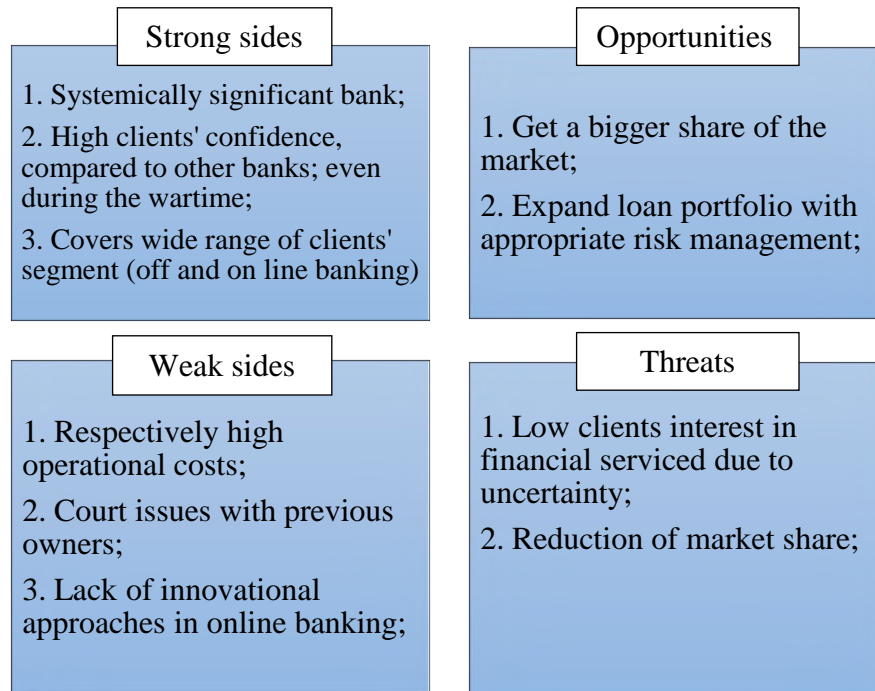 Strong sides
1. Systemically significant bank;
2. High clients' confidence,
compared to other banks; even
during the wartime;
3. Covers wide range of clients'
segment (off and on line banking)
Opportunities
1. Get a bigger share of the
market;
2. Expand loan portfolio with
appropriate risk management;
Weak sides
1. Respectively high
operational costs;
2. Court issues with previous
owners;
3. Lack of innovational
approaches in online banking;
Threats
1. Low clients interest in
financial serviced due to
uncertainty;
2. Reduction of market share;